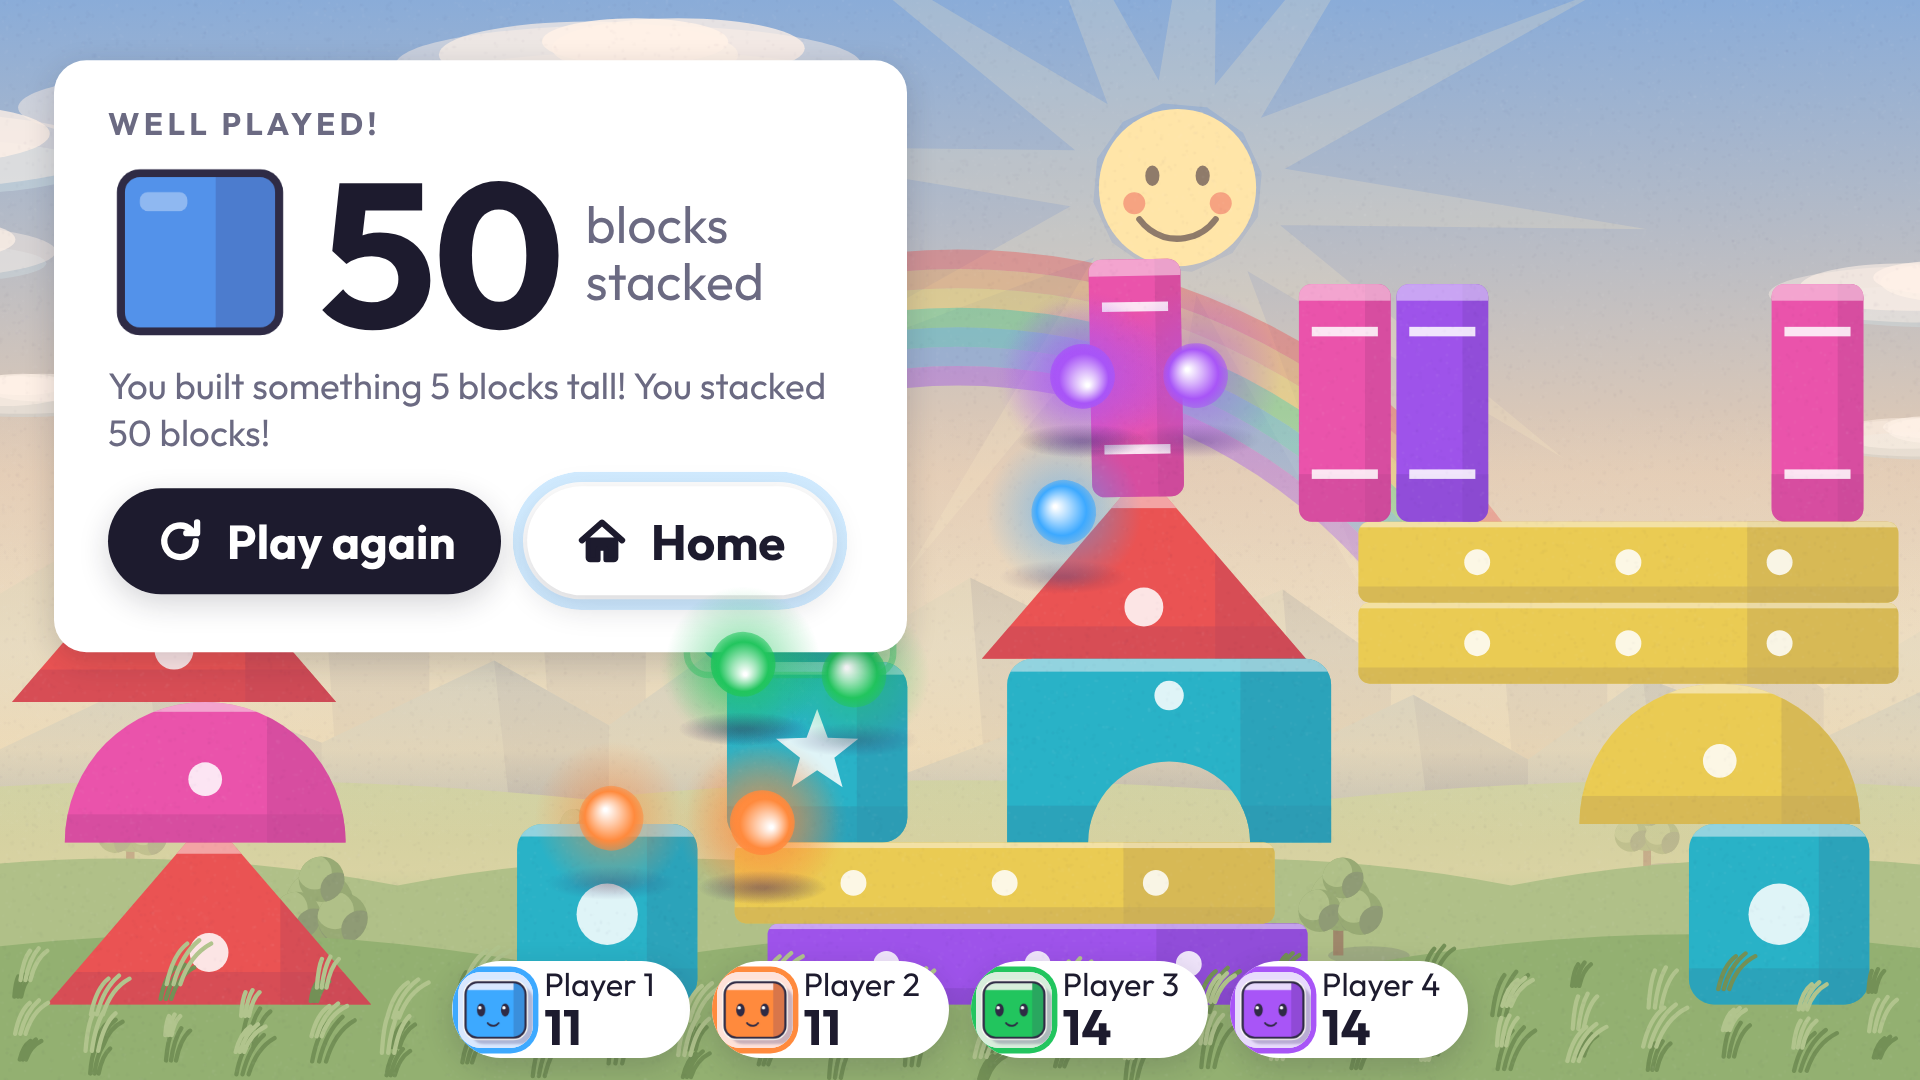 WELL PLAYED!
50
blocks
stacked
You built something 5 blocks tall! You stacked
50 blocks!
Play again
Home
Player 1
11
Player 2
11
Player 3
14
Player 4
14